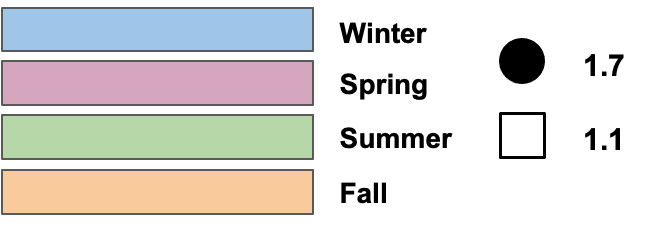 Winter
Spring
Summer
Fall
1.7
1.1